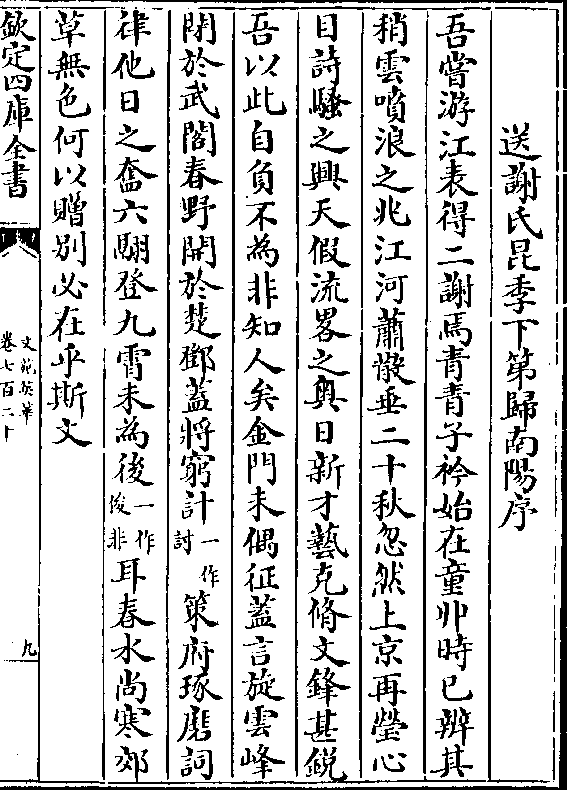 送謝氏昆季下第歸南陽序
吾嘗游江表得二謝焉青青子衿始在童丱時已辨其
稍雲噴浪之兆江河蕭散垂二十秋忽然上京再瑩心
目詩騷之興天假流畧之奧日新才藝克脩文鋒甚銳
吾以此自負不為非知人矣金門未偶征蓋言旋雲峰
閑於武闗春野開於楚鄧蓋將窮計一作討策府琢磨詞
律他日之奮六翮登九霄未為後一作俊非耳春水尚寒郊
草無色何以贈別必在乎斯文
欽定四庫全書
文苑英華
卷七百二十
九